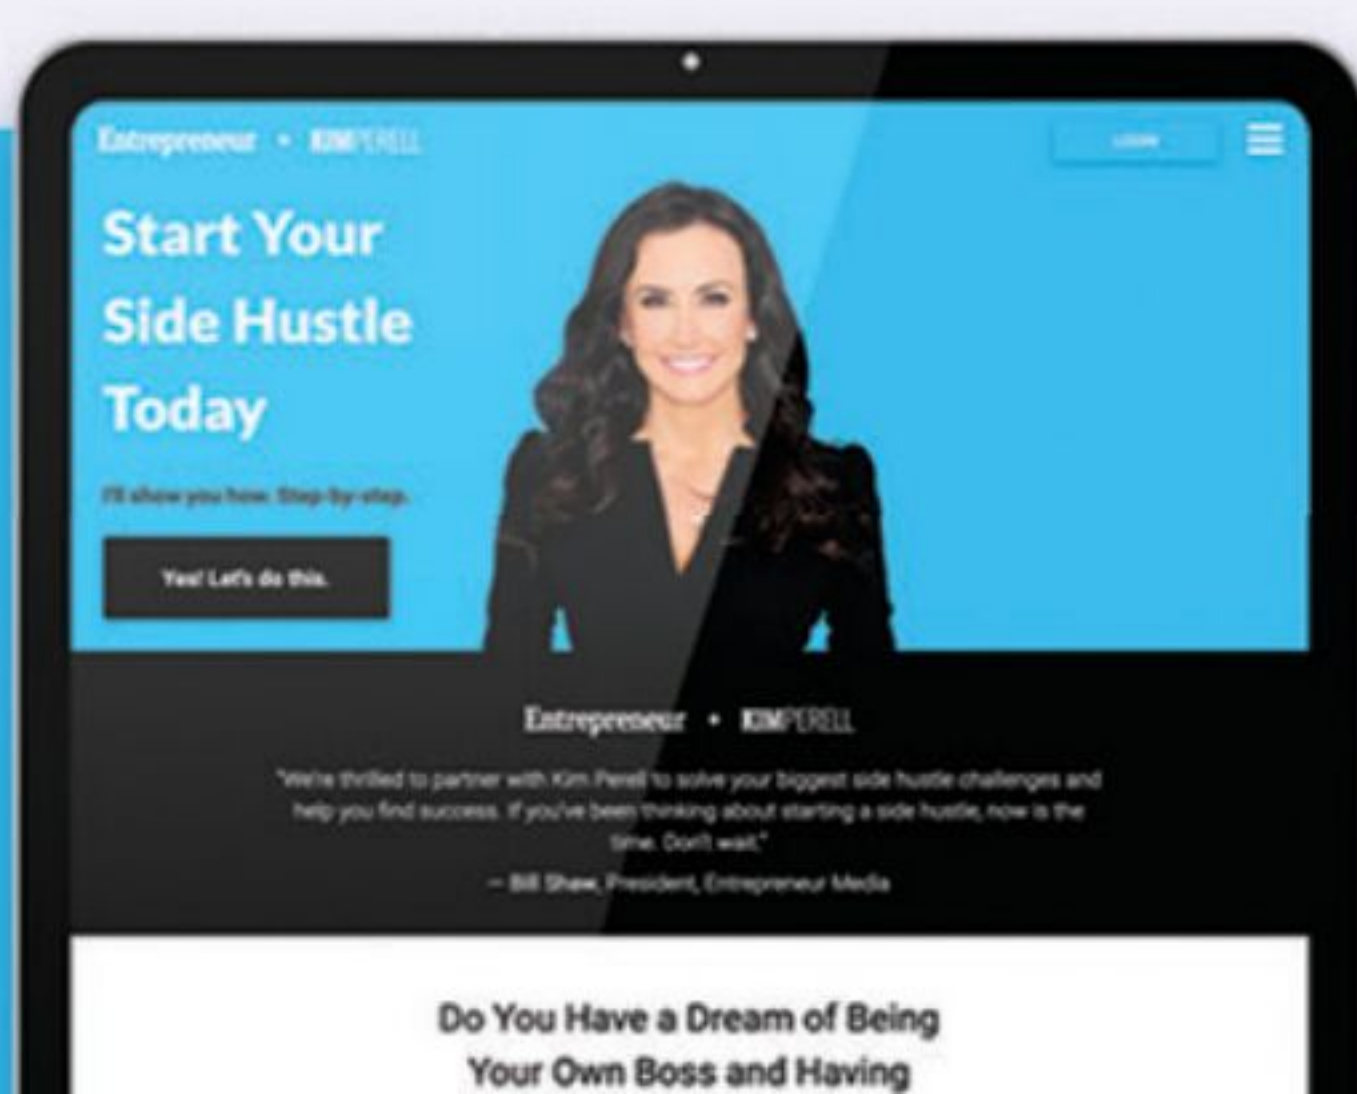 Entrepreneur • KIMPERELL
LOGIN
Start Your
Side Hustle
Today
I'll show you how. Step-by-step.
Yes! Let's do this.
Entrepreneur • KIMPERELL
"We're thrilled to partner with Kim Perell to solve your biggest side hustle challenges and
help you find success. If you've been thinking about starting a side hustle, now is the
time. Don't wait."
— Bill Shaw, President, Entrepreneur Media
Do You Have a Dream of Being
Your Own Boss and Having